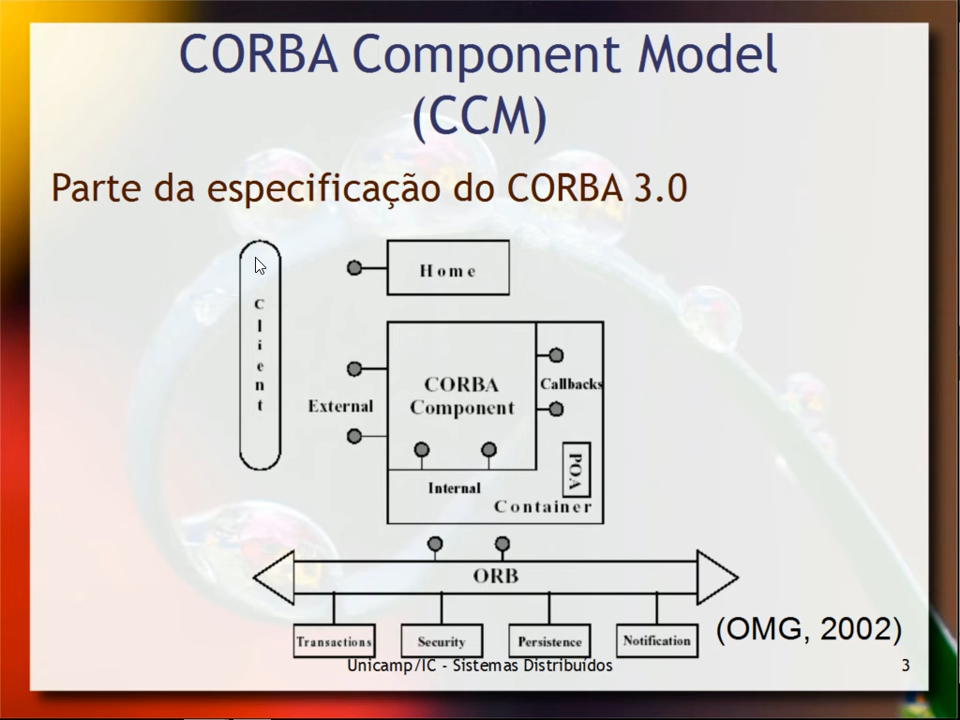 CORBA Component Model
(CCM)
Parte da especificação do CORBA 3.0
Client
Home
External
CORBA
Component
Callbacks
Internal
POA
Container
ORB
Transactions
Security
Persistence
Notification
(OMG, 2002)
Unicamp/IC - Sistemas Distribuídos
3